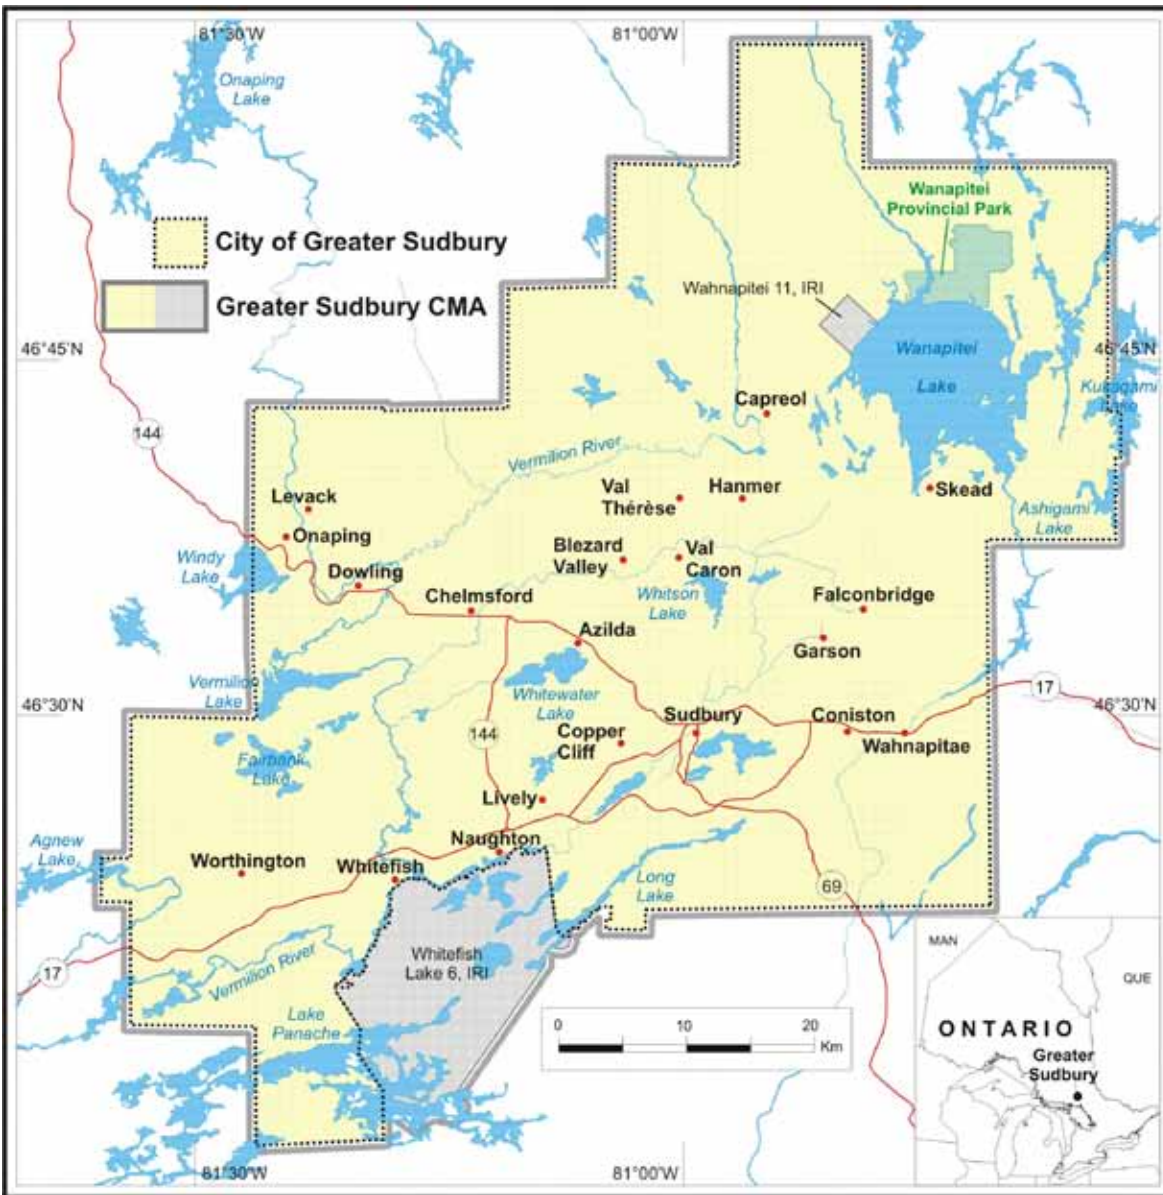 81°30'W
81°00'W
Onaping
Lake
Wanapitei
Provincial Park
City of Greater Sudbury
Wahnapitei 11, IRI
Greater Sudbury CMA
46°45'N
Wanapitei
Lake
46°45'N
Kukagami
Lake
Capreol
144
Vermilion River
Levack
Val
Thérèse
Hanmer
Skead
Ashigami
Lake
Onaping
Windy
Lake
Blezard
Valley
Val
Caron
Dowling
Chelmsford
Whitson
Lake
Falconbridge
Azilda
Garson
Vermilion
Lake
Whitewater
Lake
17
46°30'N
46°30'N
Sudbury
Coniston
144
Copper
Cliff
Wahnapitae
Fairbank
Lake
Lively
Agnew
Lake
Naughton
Worthington
Whitefish
Long
Lake
69
Whitefish
Lake 6, IRI
Vermilion River
17
MAN
QUE
Lake
Panache
0 10 20
Km
ONTARIO
Greater
Sudbury
81°30'W
81°00'W